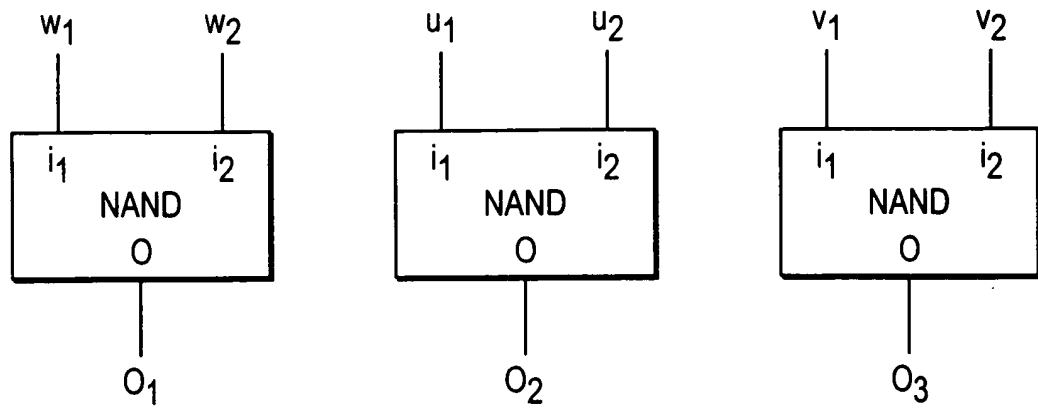 w₁ w₂ u₁ u₂ v₁ v₂
i₁ i₂ i₁ i₂ i₁ i₂
NAND NAND NAND
O O O
O₁ O₂ O₃